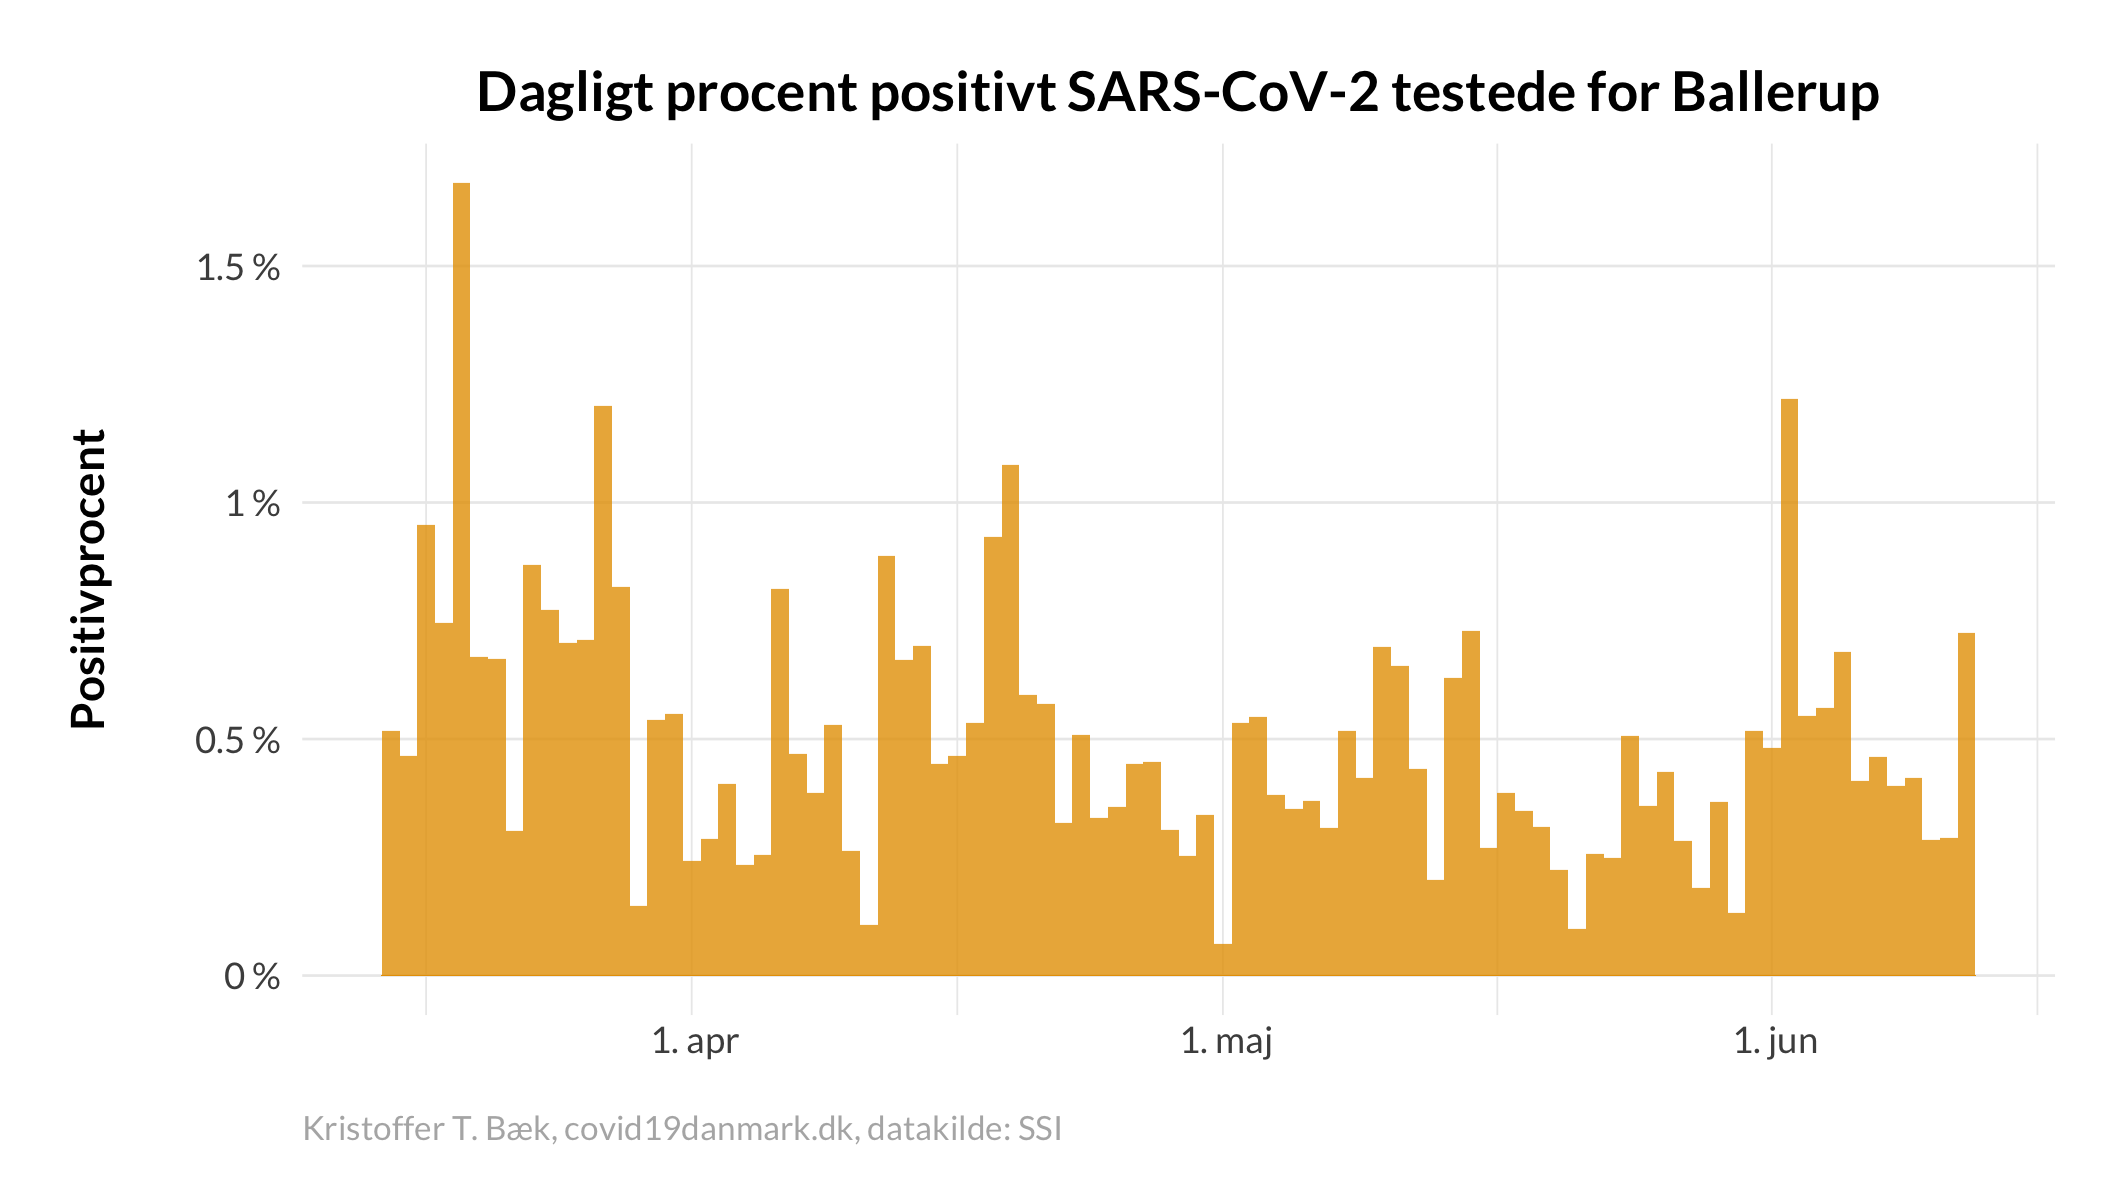 Dagligt procent positivt SARS-CoV-2 testede for Ballerup
Positivprocent
1.5 %
1 %
0.5 %
0 %
1. apr
1. maj
1. jun
Kristoffer T. Bæk, covid19danmark.dk, datakilde: SSI